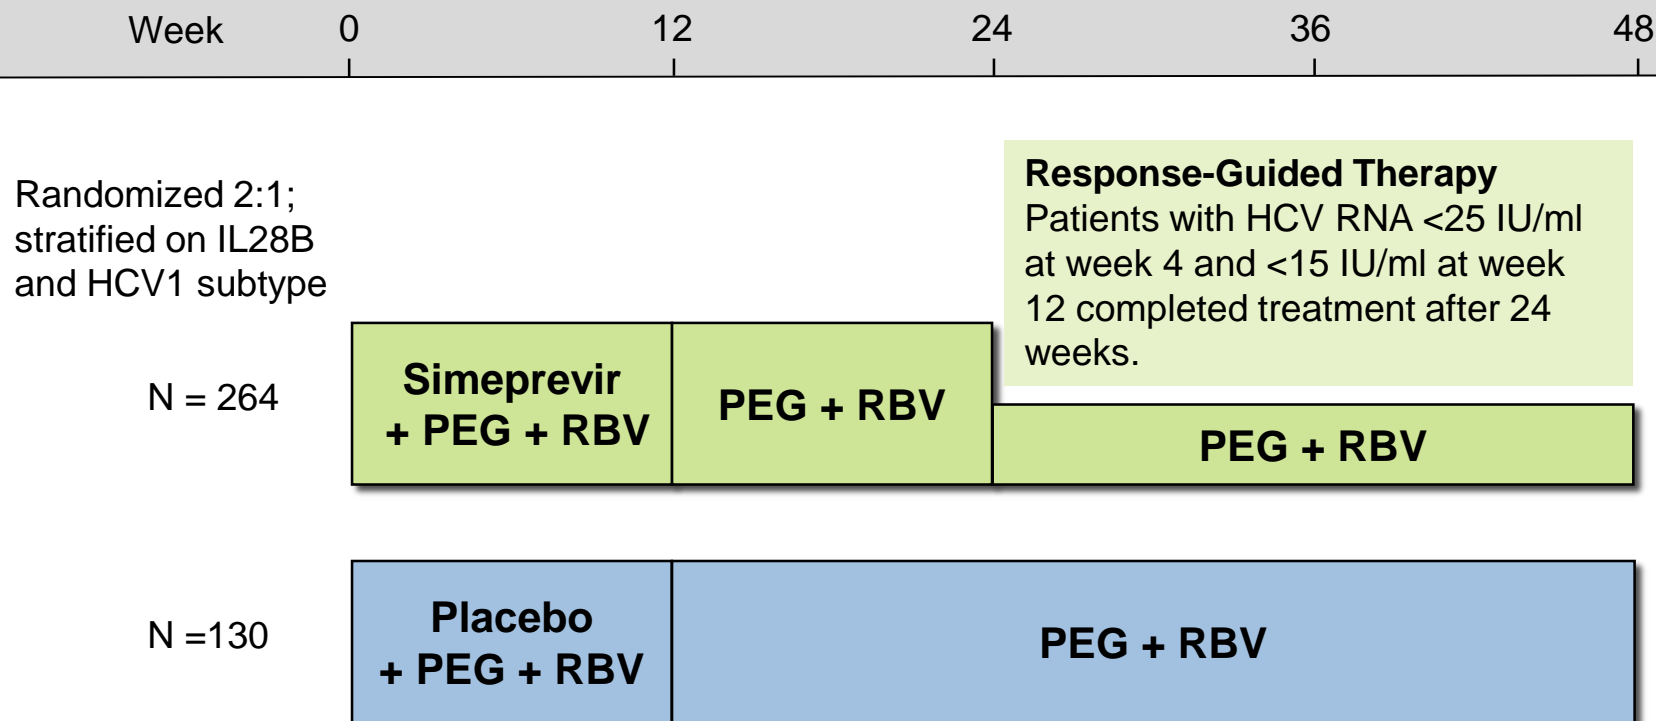 Week 0 12 24 36 48
Randomized 2:1;
stratified on IL28B
and HCV1 subtype
Response-Guided Therapy
Patients with HCV RNA <25 IU/ml
at week 4 and <15 IU/ml at week
12 completed treatment after 24
weeks.
N = 264
Simeprevir
+ PEG + RBV
PEG + RBV
PEG + RBV
N =130
Placebo
+ PEG + RBV
PEG + RBV